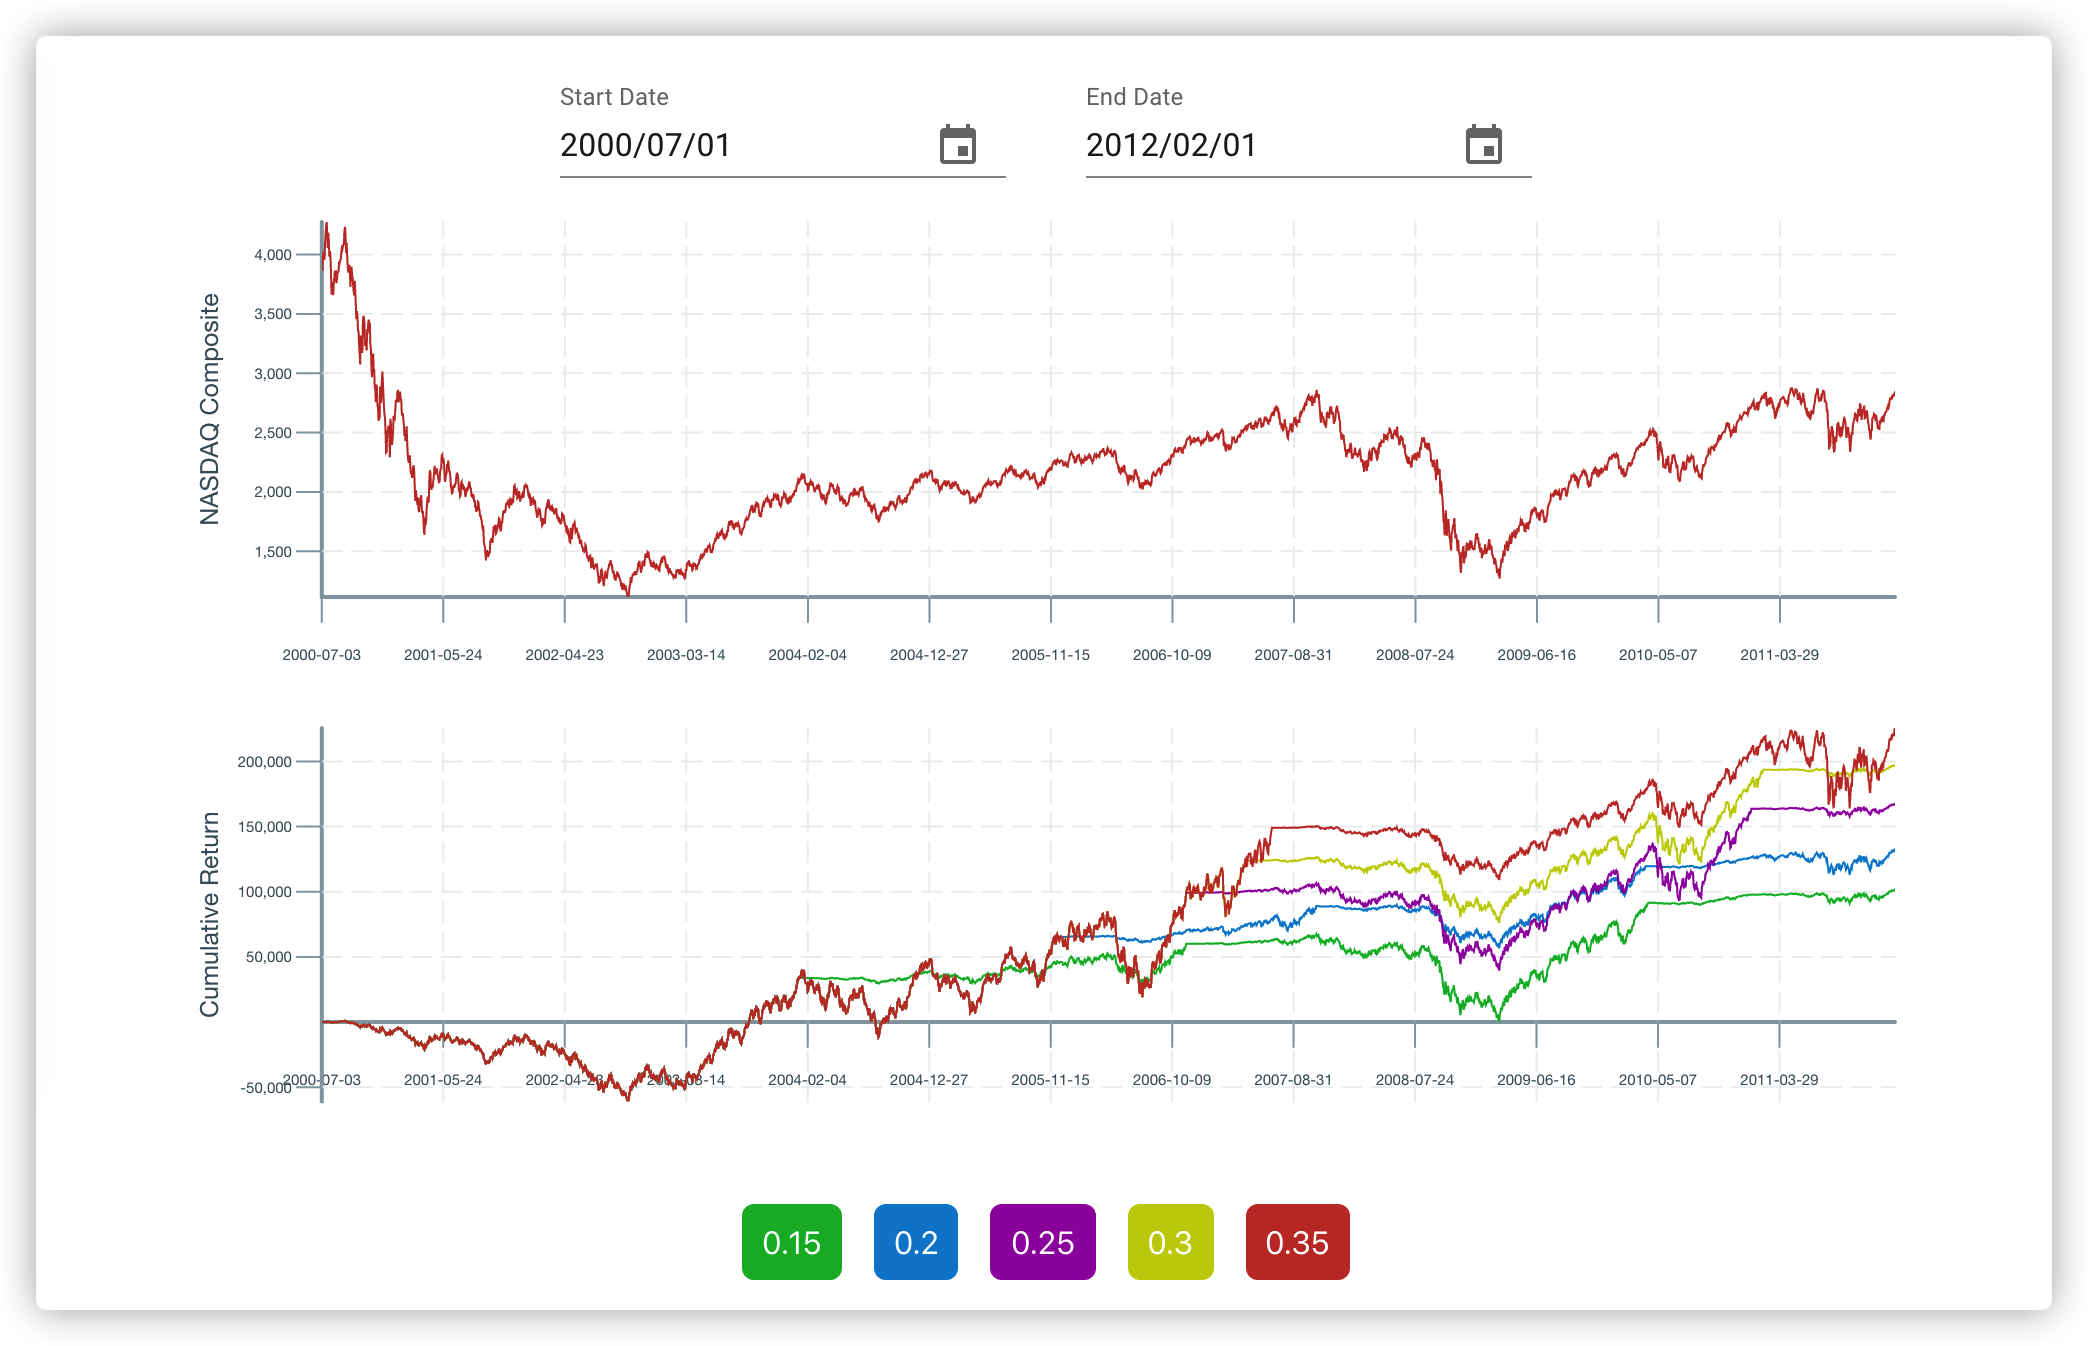 Start Date
2000/07/01
End Date
2012/02/01
NASDAQ Composite
4,000
3,500
3,000
2,500
2,000
1,500
2000-07-03 2001-05-24 2002-04-23 2003-03-14 2004-02-04 2004-12-27 2005-11-15 2006-10-09 2007-08-31 2008-07-24 2009-06-16 2010-05-07 2011-03-29
Cumulative Return
200,000
150,000
100,000
50,000
-50,000
2000-07-03 2001-05-24 2002-04-23 2003-03-14 2004-02-04 2004-12-27 2005-11-15 2006-10-09 2007-08-31 2008-07-24 2009-06-16 2010-05-07 2011-03-29
0.15 0.2 0.25 0.3 0.35